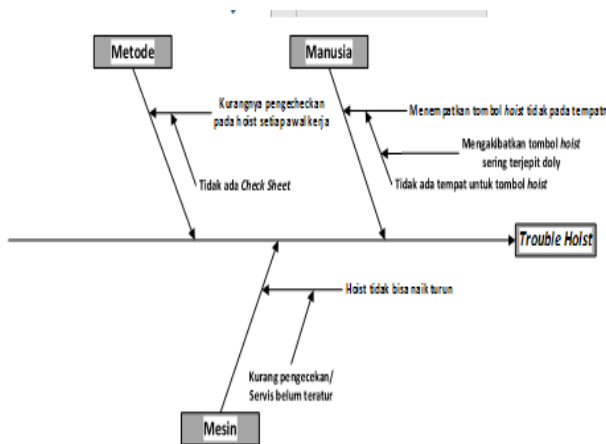 Metode
Manusia
Kurangnya pengecheckan
pada hoist setiap awal kerja
Tidak ada Check Sheet
Menempatkan tombol hoist tidak pada
Mengakibatkan tombol hoist
sering terjepit doly
Tidak ada tempat untuk tombol hoist
Trouble Hoist
Hoist tidak bisa naik turun
Kurang pengecekan/
Servis belum teratur
Mesin